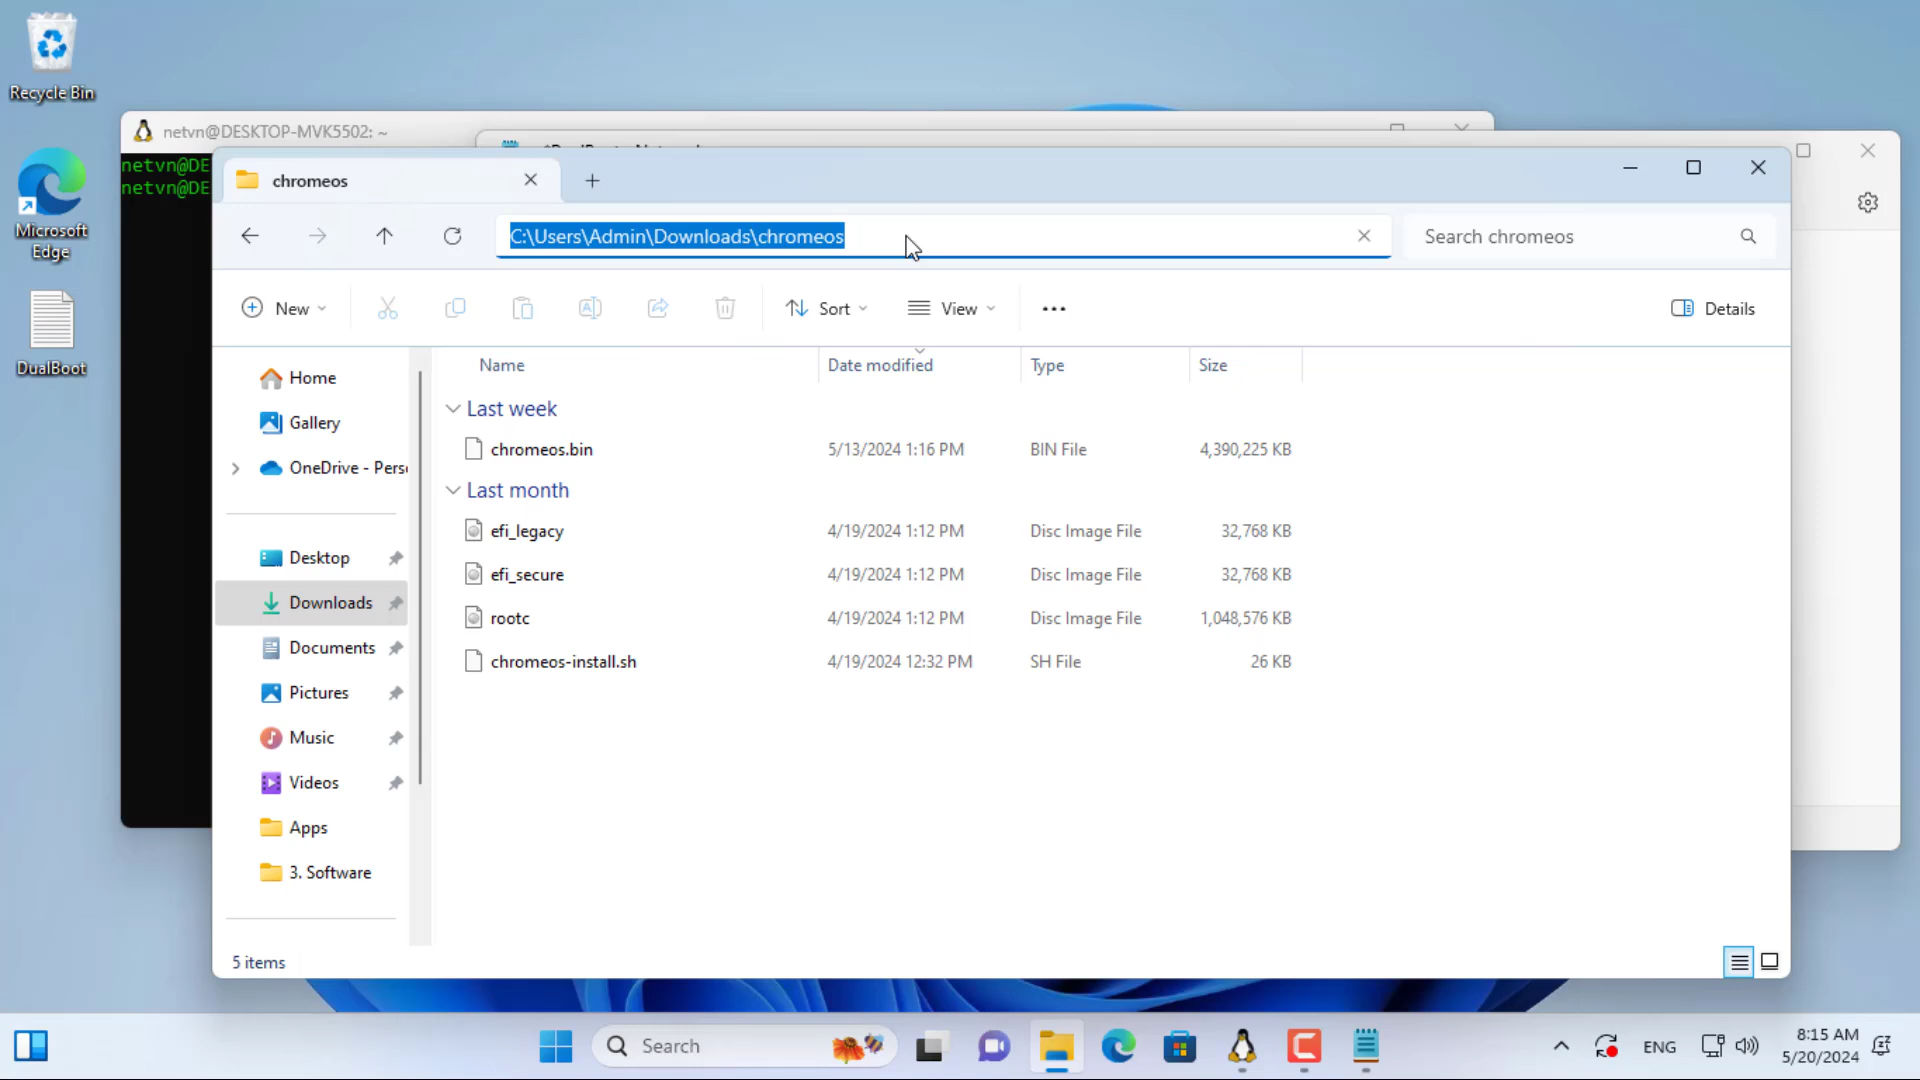 Recycle Bin
Microsoft
Edge
DualBoot
netvn@DESKTOP-MVK5502: ~
netvn@DE
netvn@DE
chromeos
C:\Users\Admin\Downloads\chromeos
Search chromeos
New
Sort
View
Details
Name Date modified Type Size
Last week
chromeos.bin 5/13/2024 1:16 PM BIN File 4,390,225 KB
Last month
efi_legacy 4/19/2024 1:12 PM Disc Image File 32,768 KB
efi_secure 4/19/2024 1:12 PM Disc Image File 32,768 KB
rootc 4/19/2024 1:12 PM Disc Image File 1,048,576 KB
chromeos-install.sh 4/19/2024 12:32 PM SH File 26 KB
Home
Gallery
OneDrive - Pers
Desktop
Downloads
Documents
Pictures
Music
Videos
Apps
3. Software
5 items
Search
ENG
8:15 AM
5/20/2024